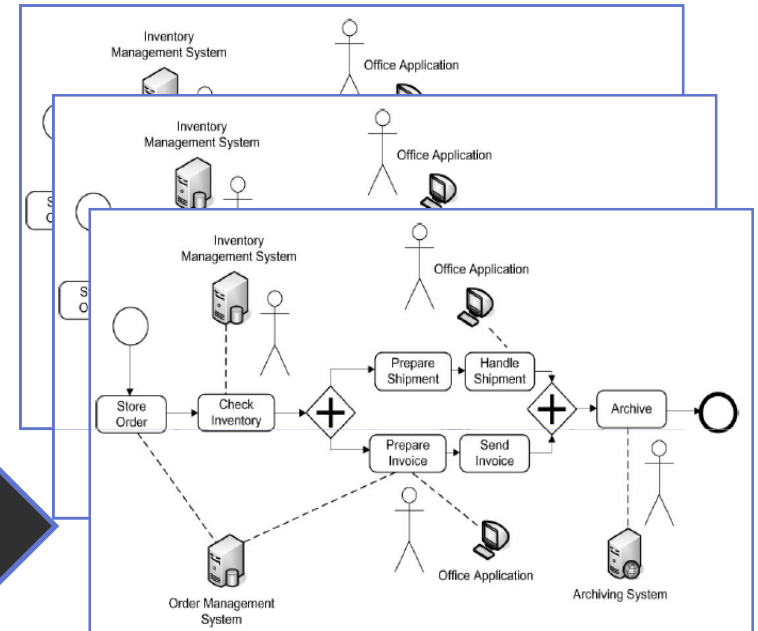 Inventory
Management System
Office Application
Inventory
Management System
Office Application
S
O
Inventory
Management System
Office Application
Prepare
Shipment
Handle
Shipment
Store
Order
Check
Inventory
Archive
Prepare
Invoice
Send
Invoice
Office Application
Archiving System
Order Management
System